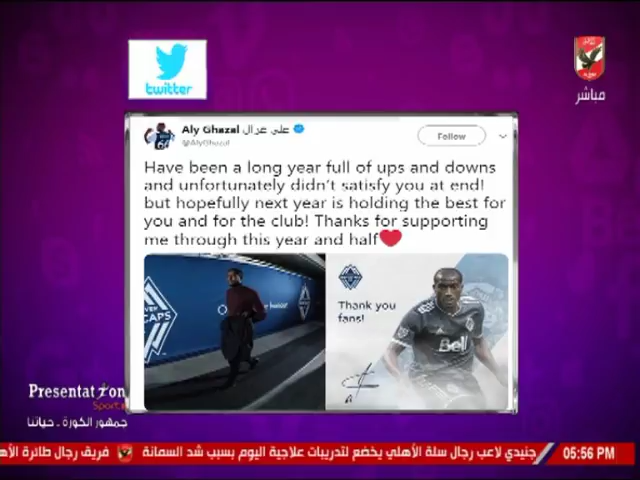 twitter
مباشر
Aly Ghazal علي غزال
@AlyGhazal
Follow
Have been a long year full of ups and downs
and unfortunately didn't satisfy you at end!
but hopefully next year is holding the best for
you and for the club! Thanks for supporting
me through this year and half❤
CAPS
Thank you
fans!
Bell
Presentation
Sports
جمهور الكورة - حياتنا
جنيدي لاعب رجال سلة الأهلي يخضع لتدريبات علاجية اليوم بسبب شد السمانة
فريق رجال طائرة الأه
05:56 PM